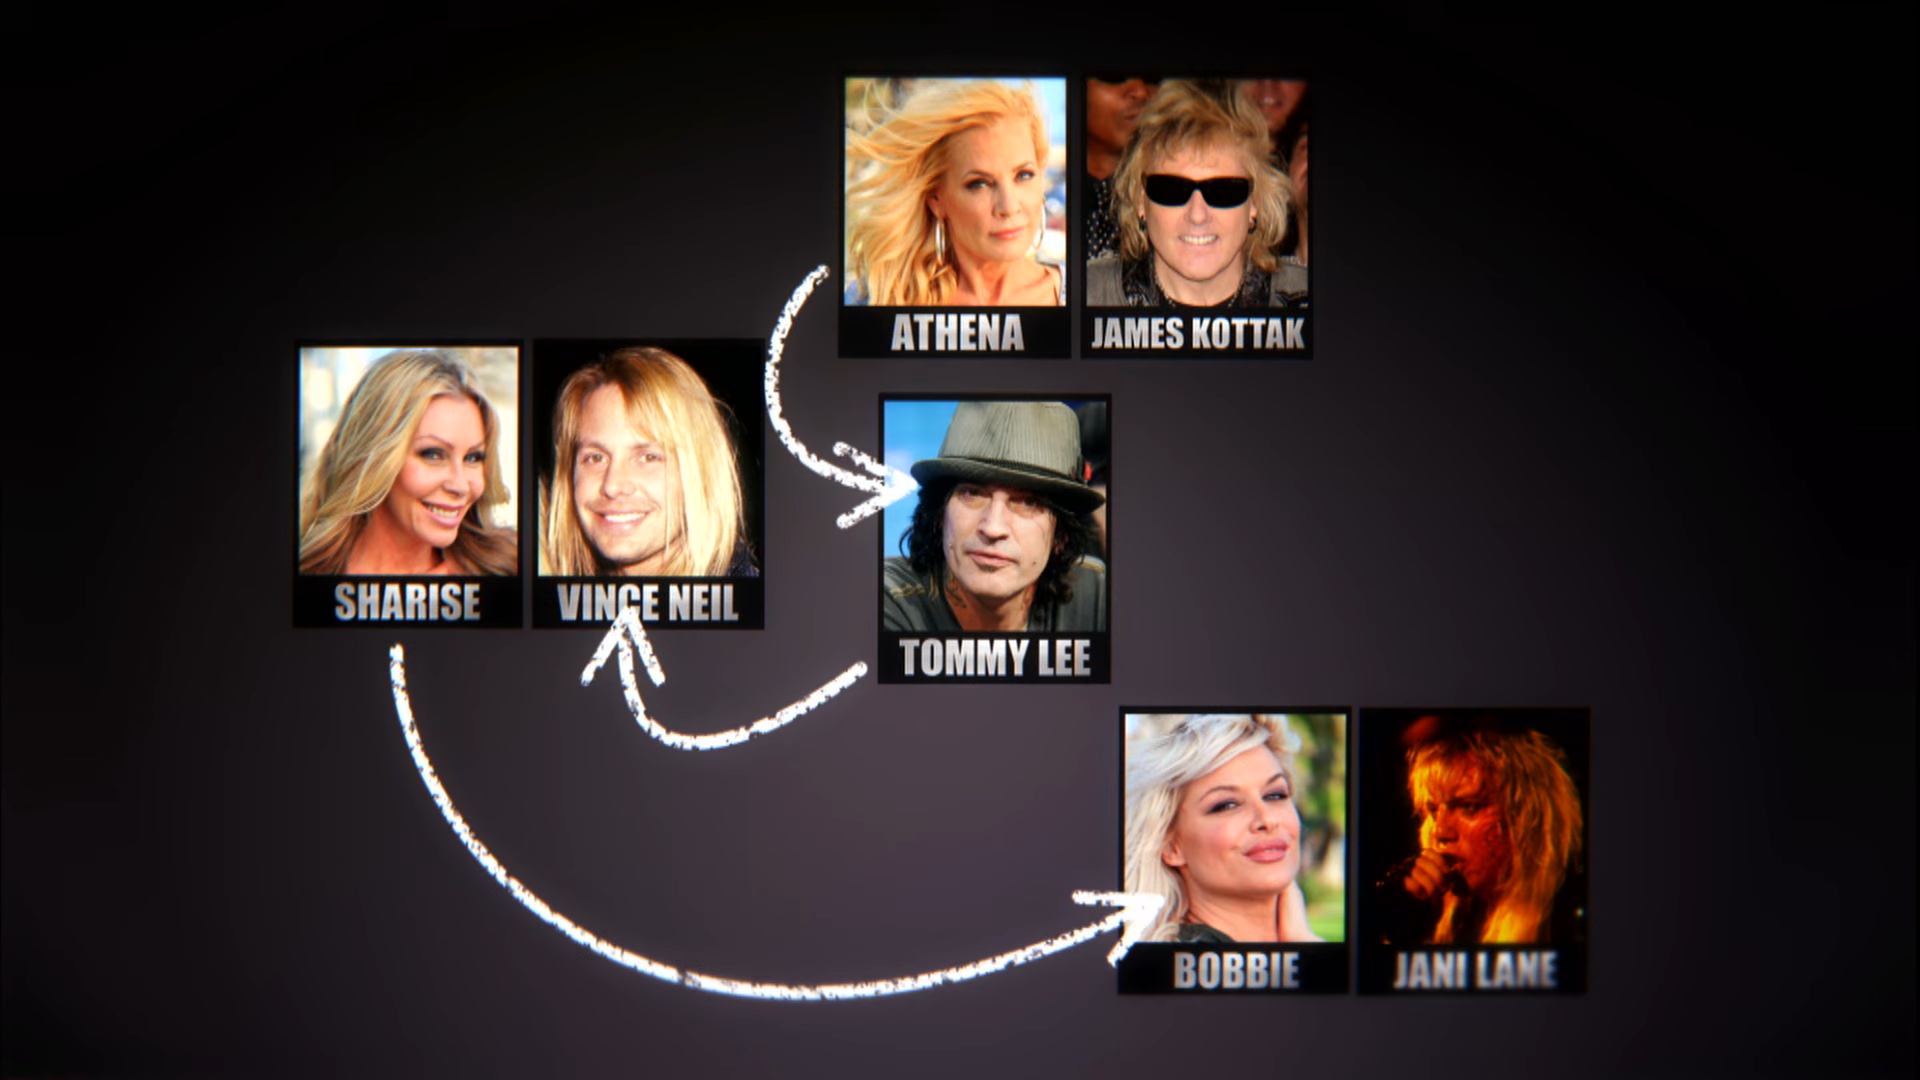 ATHENA
JAMES KOTTAK
SHARISE
VINCE NEIL
TOMMY LEE
BOBBIE
JANI LANE